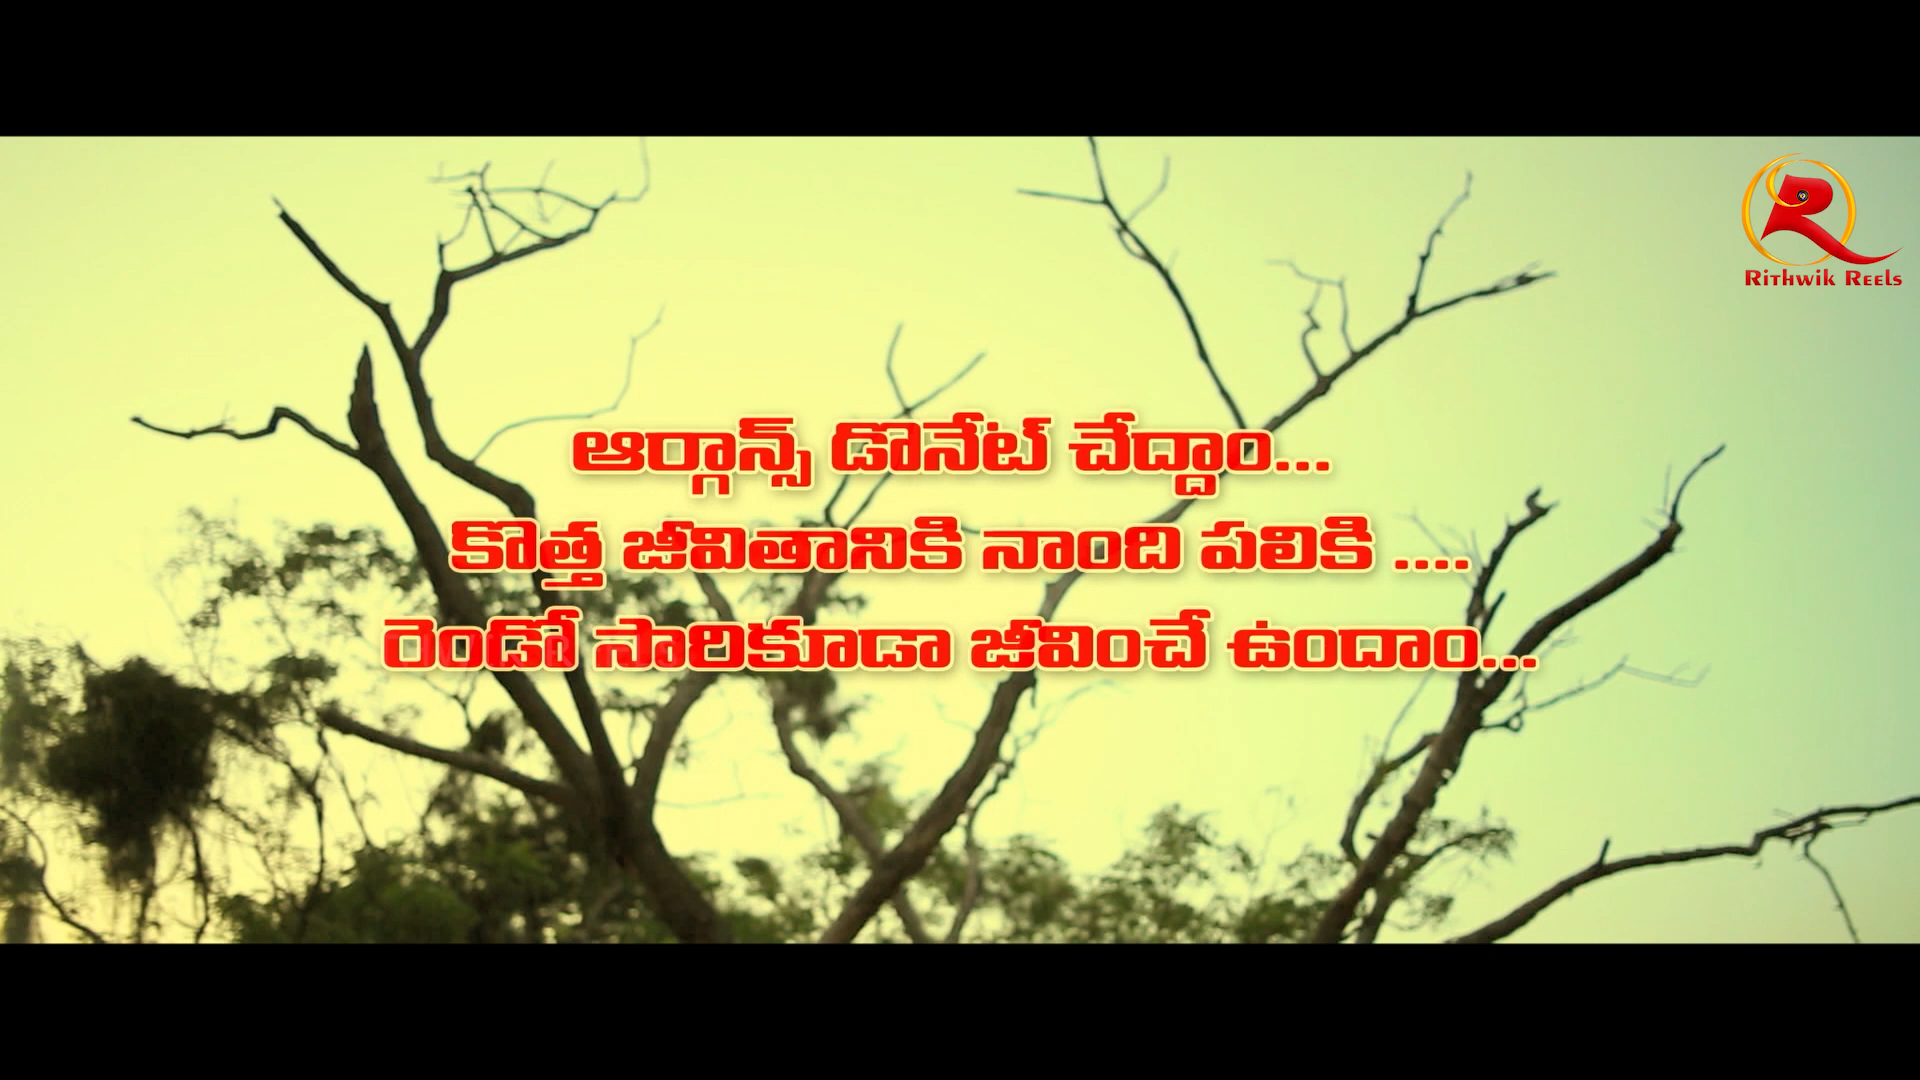 Rithwik Reels
ఆర్గాన్స్ డొనేట్ చేద్దాం...
కొత్త జీవితానికి నాంది పలికి ....
రెండో సారికూడా జీవించే ఉందాం...